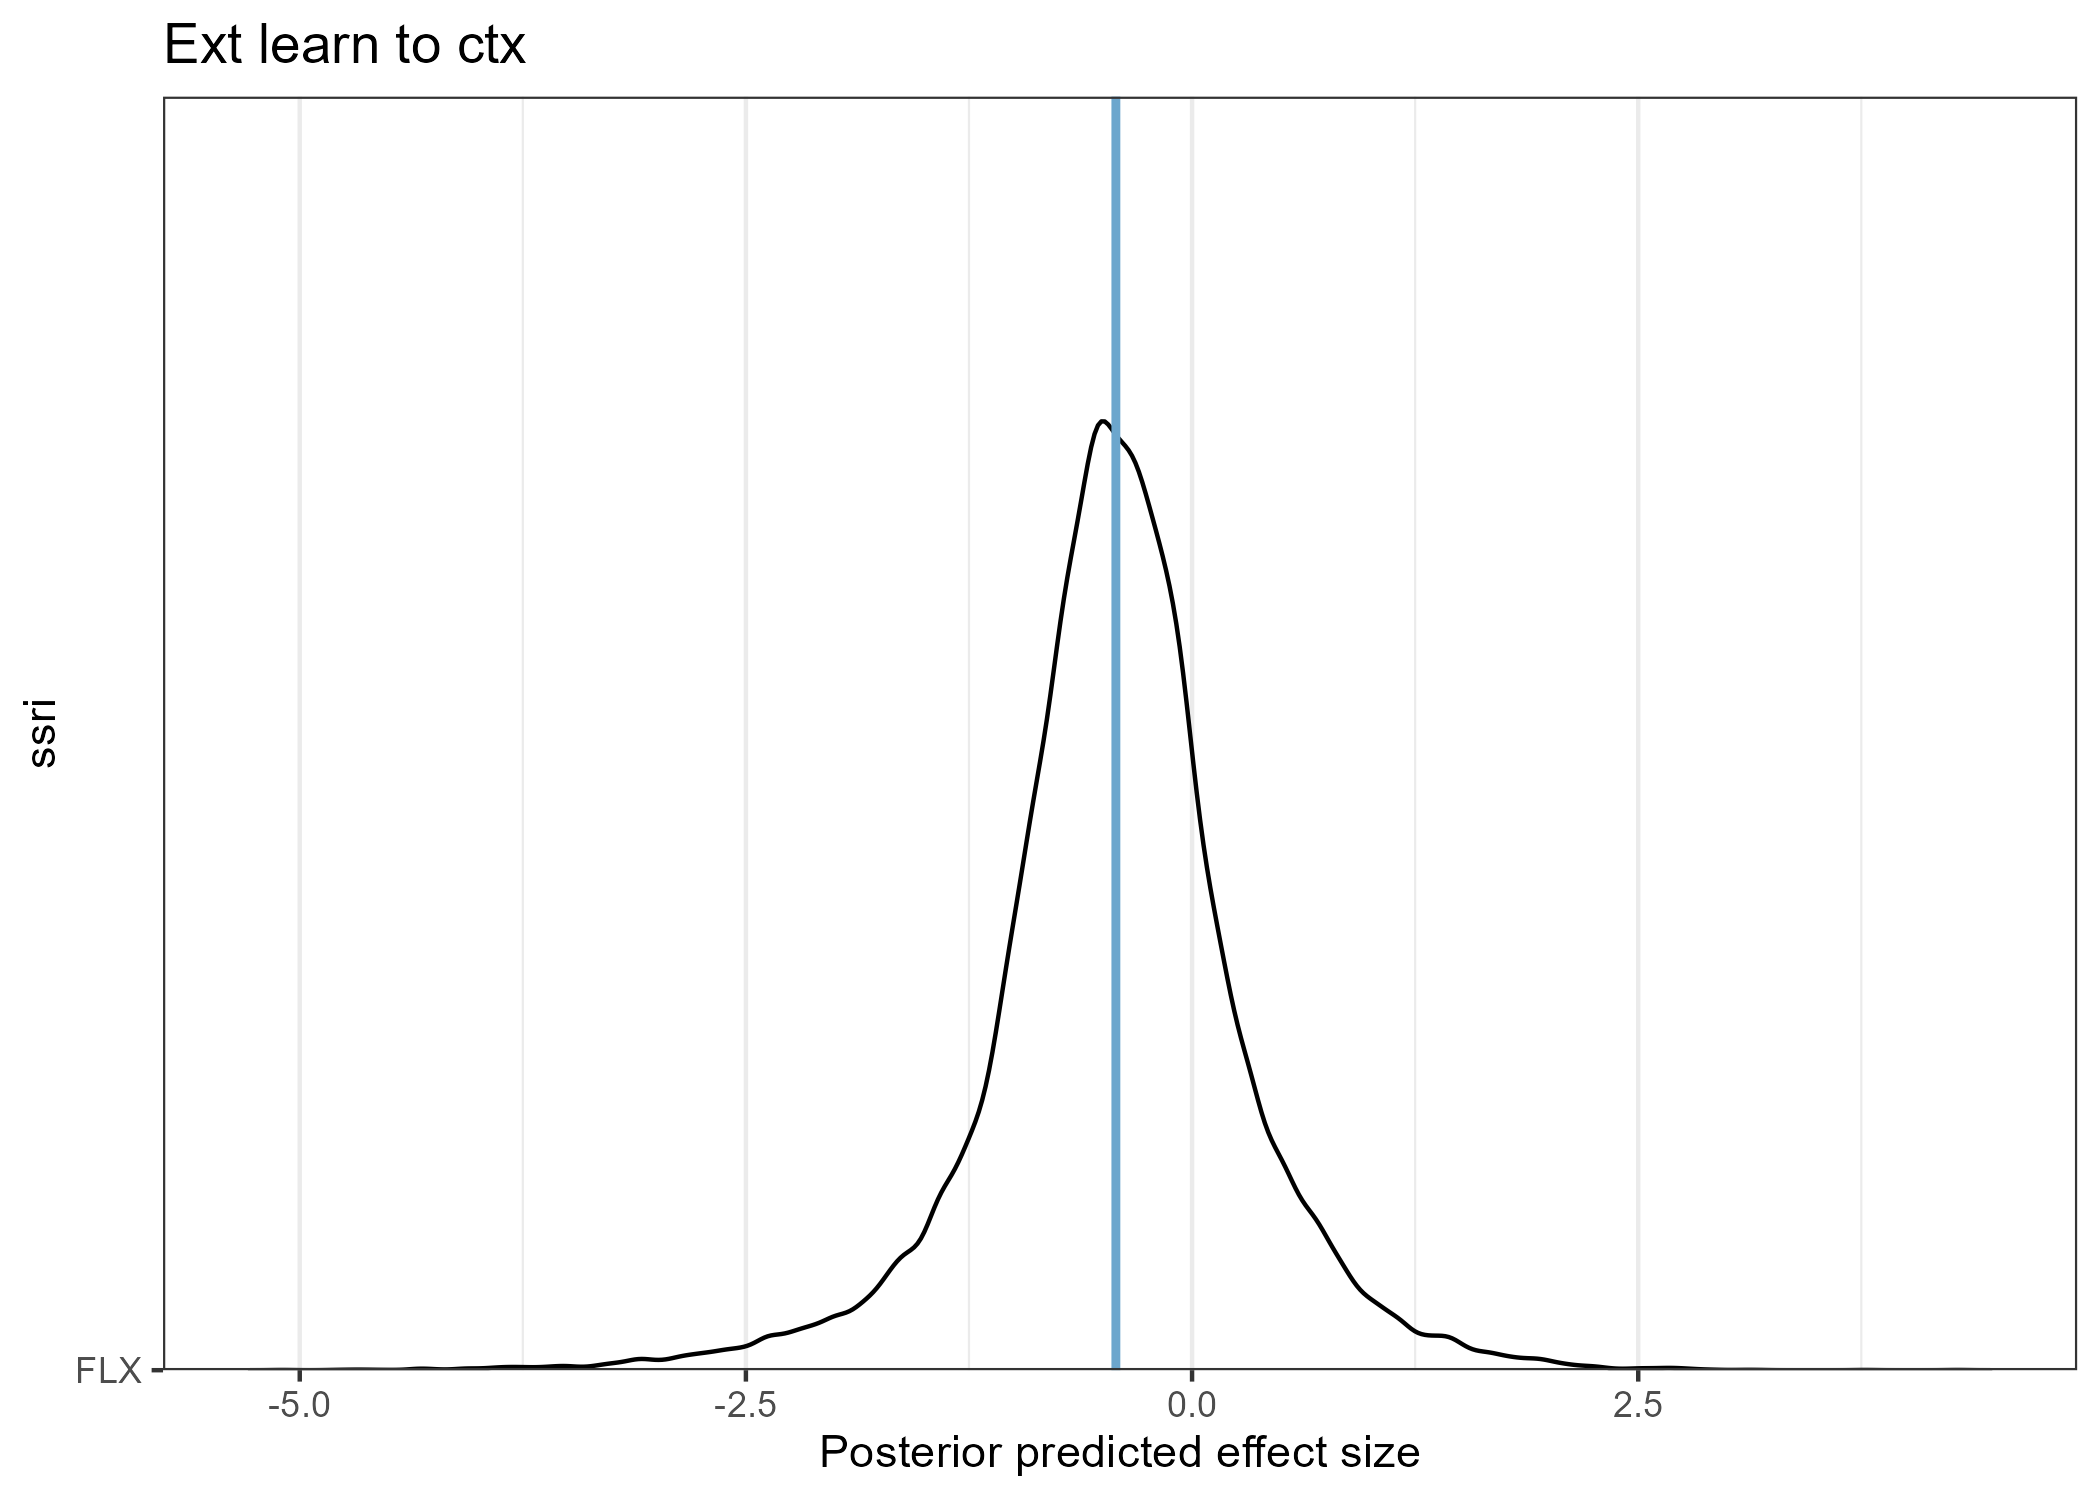 Ext learn to ctx
ssri
FLX
-5.0
-2.5
0.0
2.5
Posterior predicted effect size